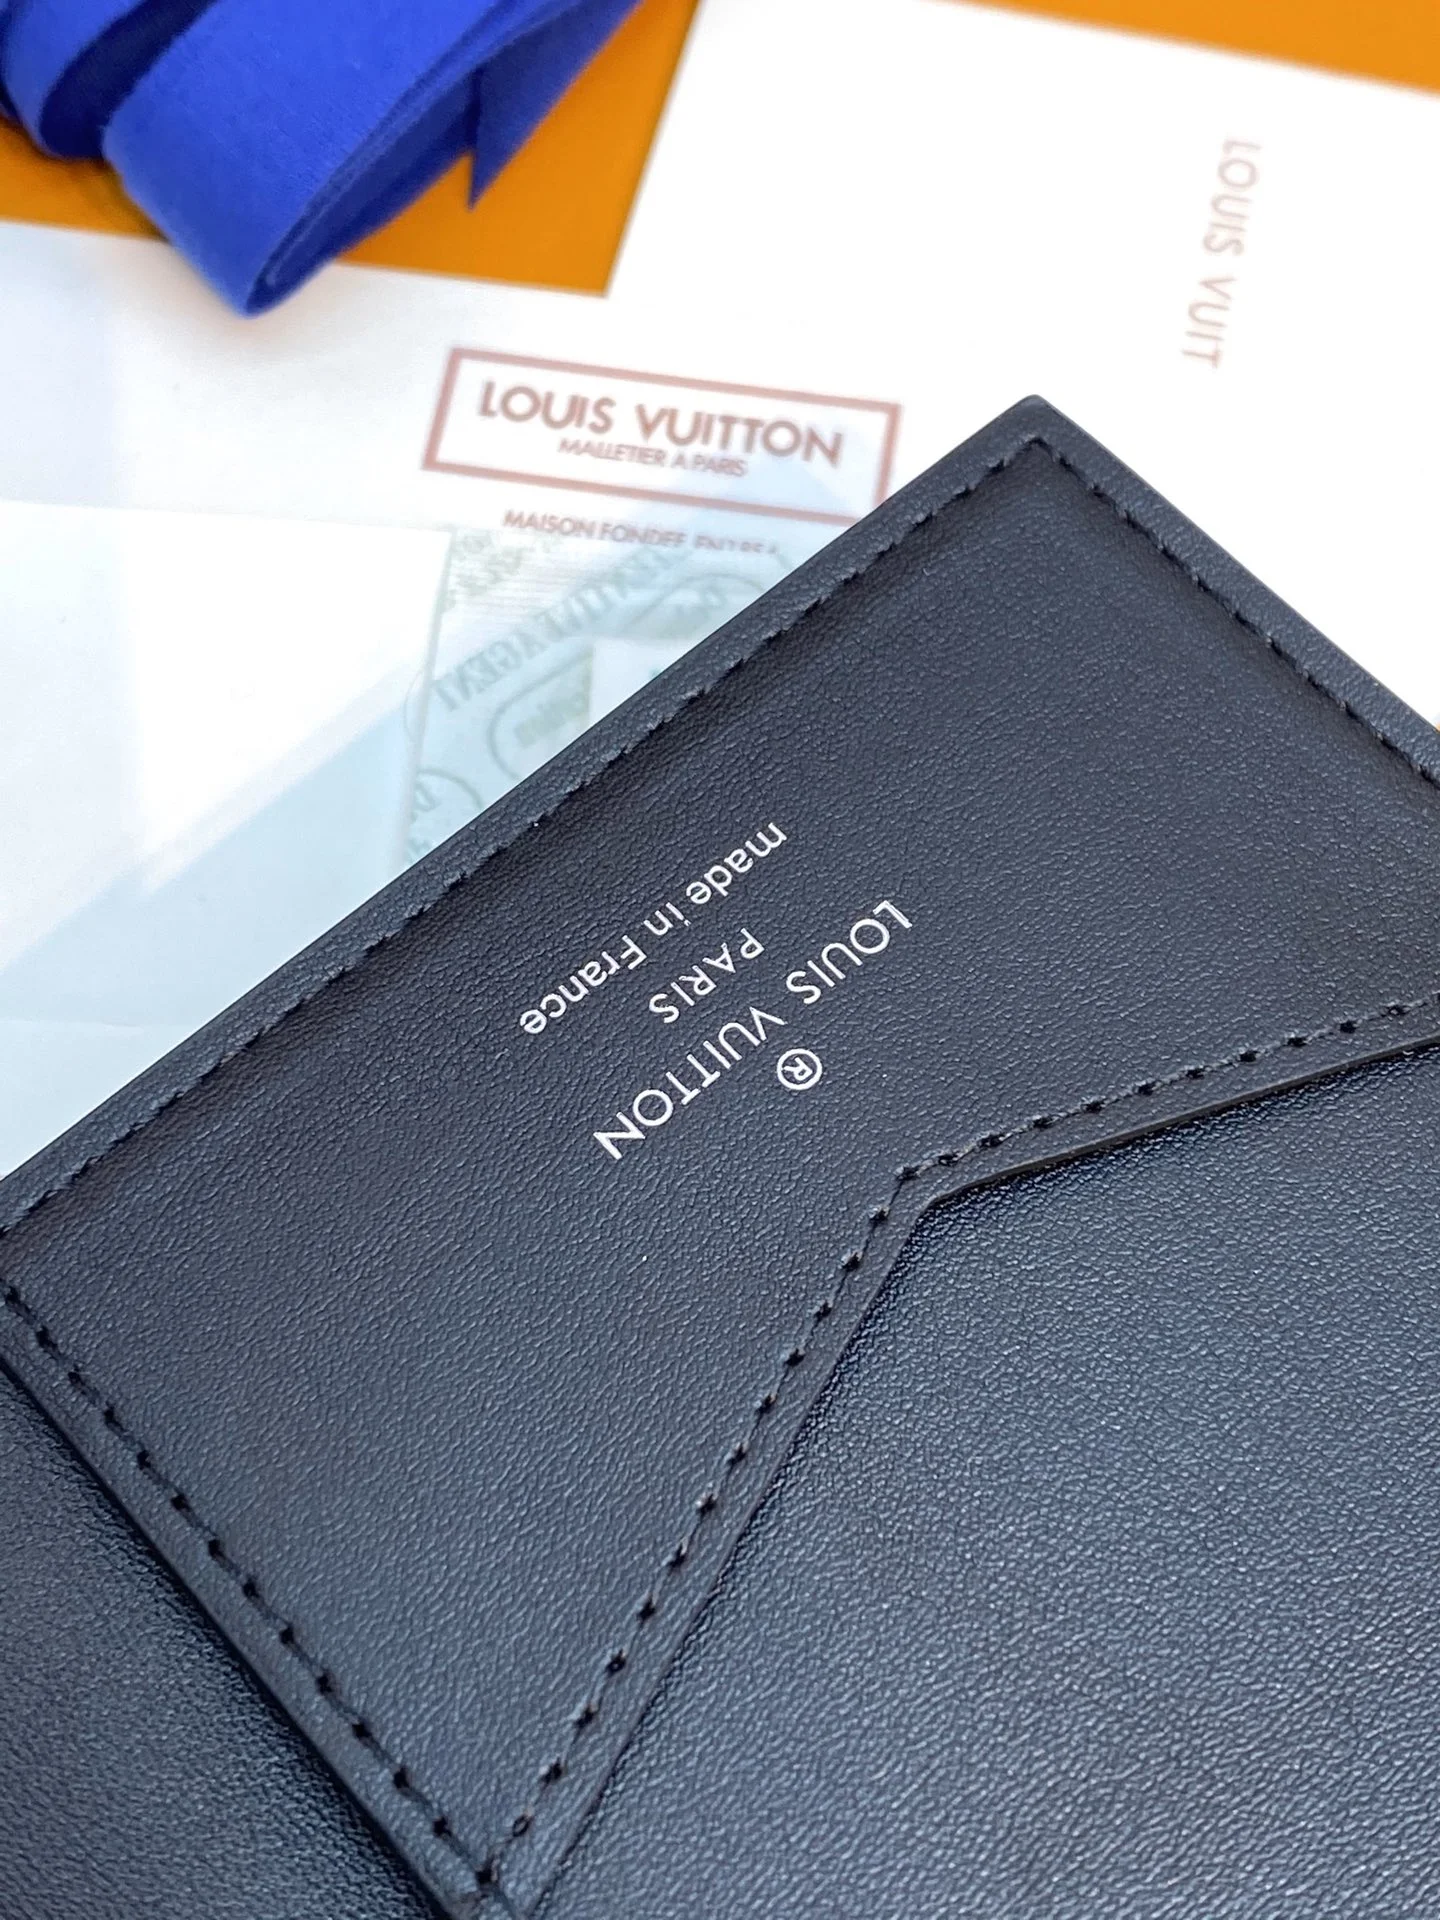 LOUIS VUIT
LOUIS VUITTON
MALLETIER A PARIS
MAISON FONDEE EN 1854
®
LOUIS VUITTON
PARIS
made in France